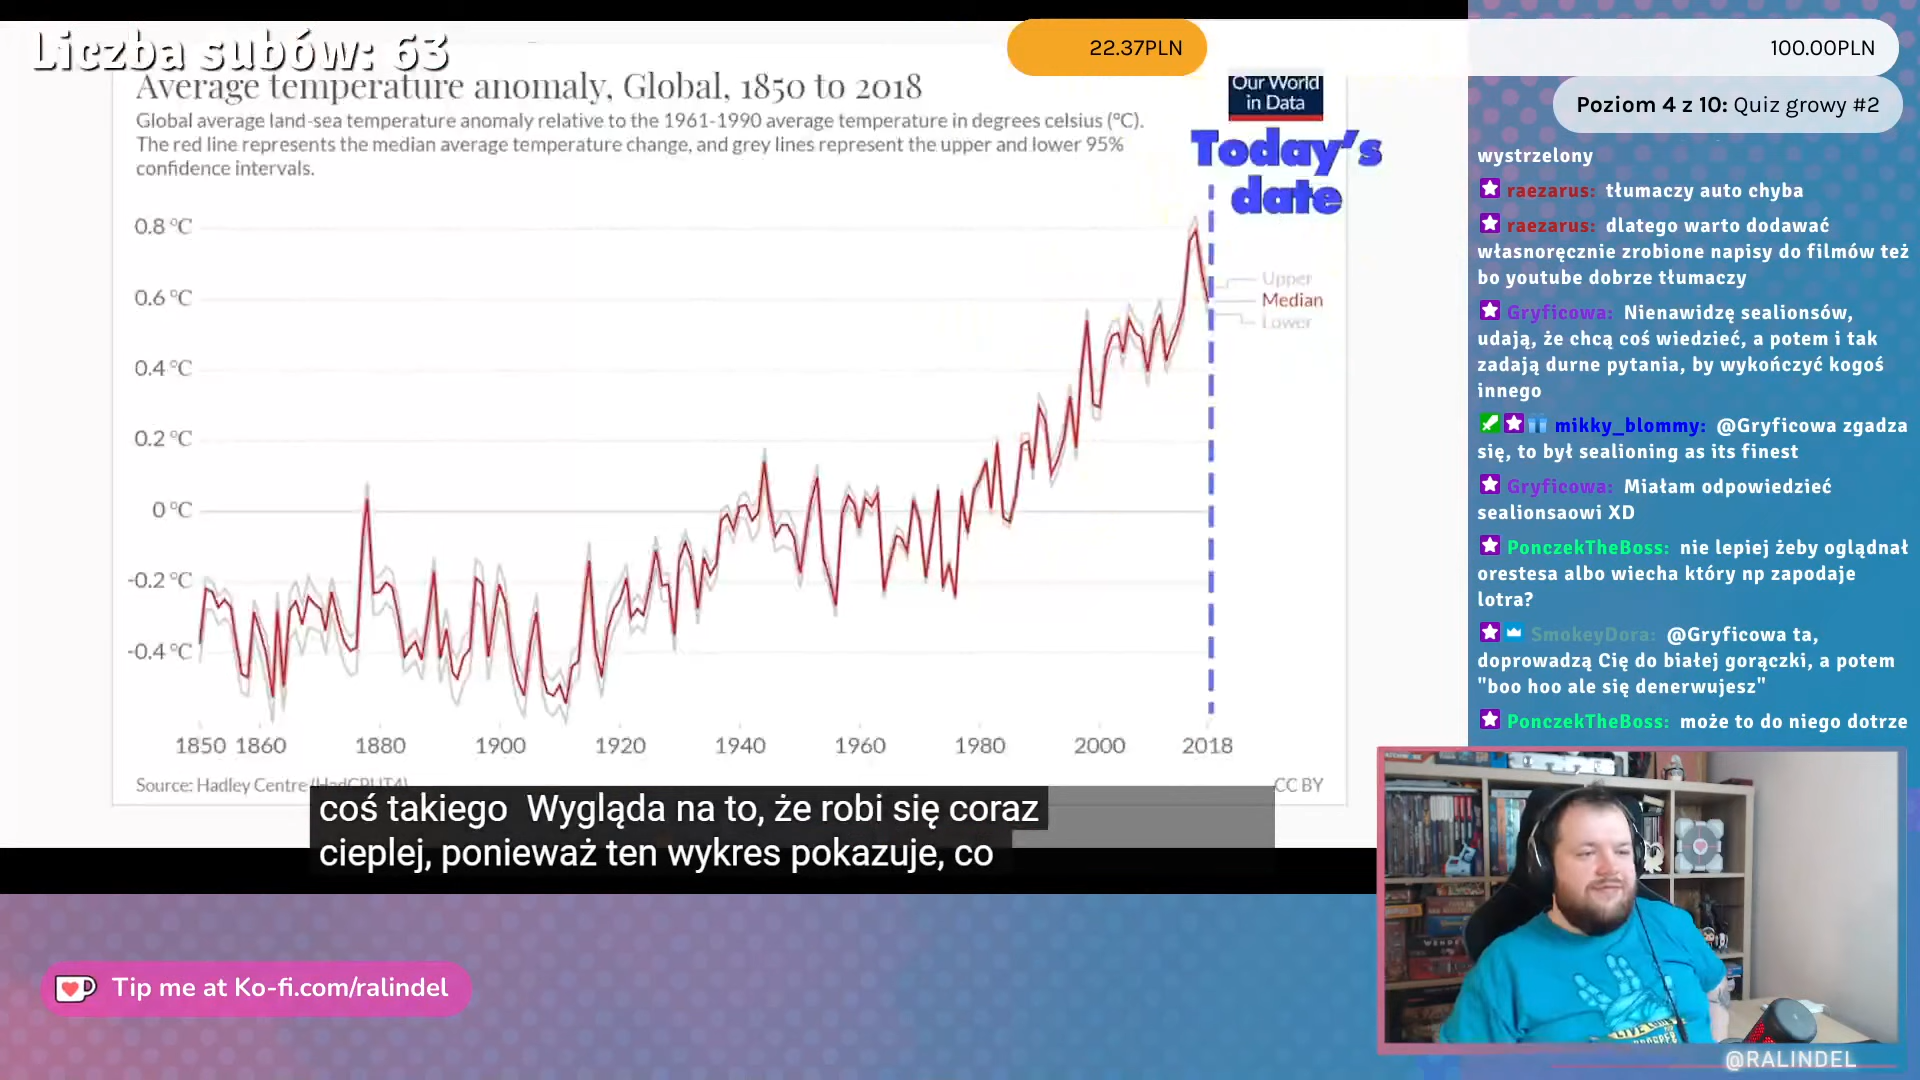 Liczba subów: 63
22.37PLN
100.00PLN
Poziom 4 z 10: Quiz growy #2
Average temperature anomaly, Global, 1850 to 2018
Global average land-sea temperature anomaly relative to the 1961-1990 average temperature in degrees celsius (°C).
The red line represents the median average temperature change, and grey lines represent the upper and lower 95%
confidence intervals.
Our World
in Data
Today's
date
0.8 °C
0.6 °C
0.4 °C
0.2 °C
0 °C
-0.2 °C
-0.4 °C
Upper
Median
Lower
1850 1860 1880 1900 1920 1940 1960 1980 2000 2018
Source: Hadley Centre (HadCRUT4)
CC BY
coś takiego Wygląda na to, że robi się coraz
cieplej, ponieważ ten wykres pokazuje, co
wystrzelony
raezarus: tłumaczy auto chyba
raezarus: dlatego warto dodawać
własnoręcznie zrobione napisy do filmów też
bo youtube dobrze tłumaczy
Gryficowa: Nienawidzę sealionsów,
udają, że chcą coś wiedzieć, a potem i tak
zadają durne pytania, by wykończyć kogoś
innego
mikky_blommy: @Gryficowa zgadza
się, to był sealioning as its finest
Gryficowa: Miałam odpowiedzieć
sealionsaowi XD
PonczekTheBoss: nie lepiej żeby oglądnał
orestesa albo wiecha który np zapodaje
lotra?
SmokeyDora: @Gryficowa ta,
doprowadzą Cię do białej gorączki, a potem
"boo hoo ale się denerwujesz"
PonczekTheBoss: może to do niego dotrze
Tip me at Ko-fi.com/ralindel
@RALINDEL